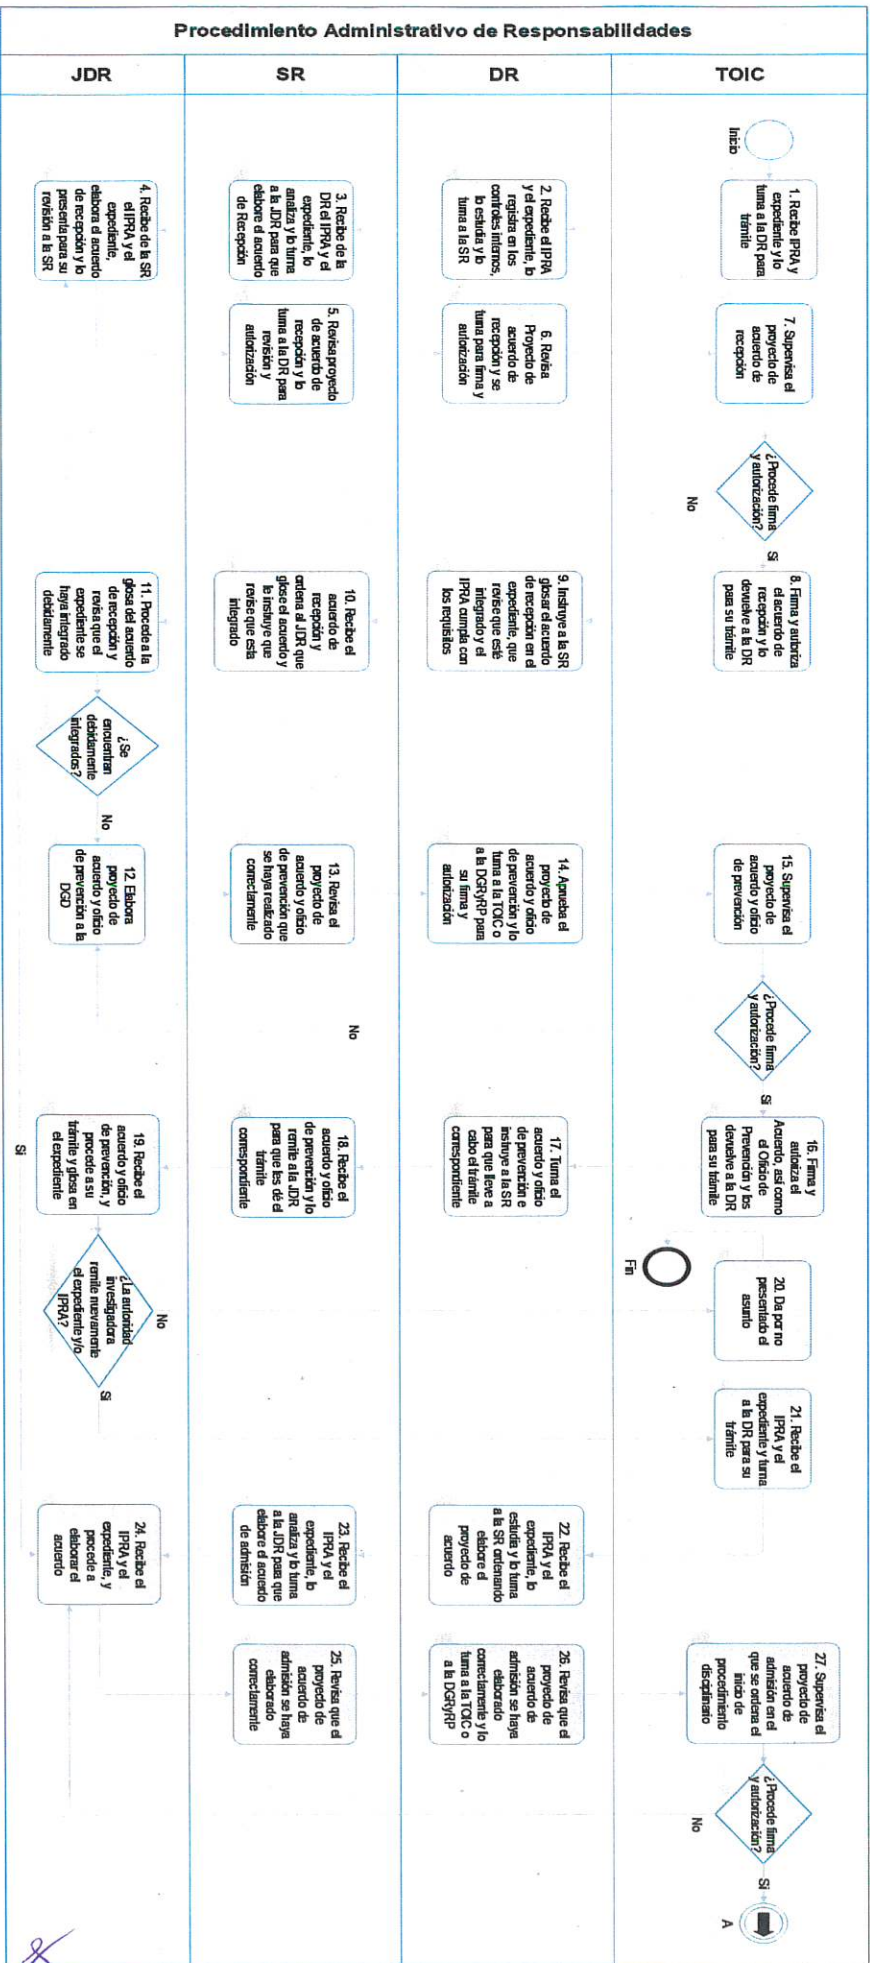 Procedimiento Administrativo de Responsabilidades
JDR
SR
DR
TOIC
Inicio
1. Recibe IPRA y
expediente y lo
turna a la DR para
trámite
2. Recibe el IPRA
y el expediente, lo
registra en los
controles internos,
lo estudia y lo
turna a la SR
3. Recibe de la
DR el IPRA y el
expediente, lo
analiza y lo turna
a la JDR para que
elabore el acuerdo
de Recepción
4. Recibe de la SR
el IPRA y el
expediente,
elabora el acuerdo
de recepción y lo
presenta para su
revisión a la SR
5. Revisa proyecto
de acuerdo de
recepción y lo
turna a la DR para
revisión y
autorización
6. Revisa
Proyecto de
acuerdo de
recepción y se
turna para firma y
autorización
7. Supervisa el
proyecto de
acuerdo de
recepción
¿Procede firma
y autorización?
No
Si
8. Firma y autoriza
el acuerdo de
recepción y lo
devuelve a la DR
para su trámite
9. Instruye a la SR
glosar el acuerdo
de recepción en el
expediente, que
revise que esté
integrado y el
IPRA cumpla con
los requisitos
10. Recibe el
acuerdo de
recepción y
ordena al JDR que
glose el acuerdo y
le instruye que
revise que esta
integrado
11. Procede a la
glosa del acuerdo
de recepción y
revisa que el
expediente se
haya integrado
debidamente
¿Se
encuentran
debidamente
integrados?
No
Si
12. Elabora
proyecto de
acuerdo y oficio
de prevención a la
DGD
13. Revisa el
proyecto de
acuerdo y oficio
de prevención que
se haya realizado
correctamente
14. Aprueba el
proyecto de
acuerdo y oficio
de prevención y lo
turna a la TOIC o
a la DGRyRP para
su firma y
autorización
15. Supervisa el
proyecto de
acuerdo y oficio
de prevención
¿Procede firma
y autorización?
No
Si
16. Firma y
autoriza el
Acuerdo, así como
el Oficio de
Prevención y los
devuelve a la DR
para su trámite
17. Turna el
acuerdo y oficio
de prevención e
instruye a la SR
para que lleve a
cabo el trámite
correspondiente
18. Recibe el
acuerdo y oficio
de prevención y lo
remite a la JDR
para que les dé el
trámite
correspondiente
19. Recibe el
acuerdo y oficio
de prevención, y
procede a su
trámite y glosa en
el expediente
¿La autoridad
investigadora
remite nuevamente
el expediente y/o
IPRA?
No
Si
20. Da por no
presentado el
asunto
Fin
21. Recibe el
IPRA y el
expediente y turna
a la DR para su
trámite
22. Recibe el
IPRA y el
expediente, lo
estudia y lo turna
a la SR ordenando
elabore el
proyecto de
acuerdo
23. Recibe el
IPRA y el
expediente, lo
analiza y lo turna
a la JDR para que
elabore el acuerdo
de admisión
24. Recibe el
IPRA y el
expediente, y
procede a
elaborar el
acuerdo
25. Revisa que el
proyecto de
acuerdo de
admisión se haya
elaborado
correctamente
26. Revisa que el
proyecto de
acuerdo de
admisión se haya
elaborado
correctamente y lo
turna a la TOIC o
a la DGRyRP
27. Supervisa el
proyecto de
acuerdo de
admisión en el
que se ordena el
inicio de
procedimiento
disciplinario
¿Procede firma
y autorización?
No
Si
A